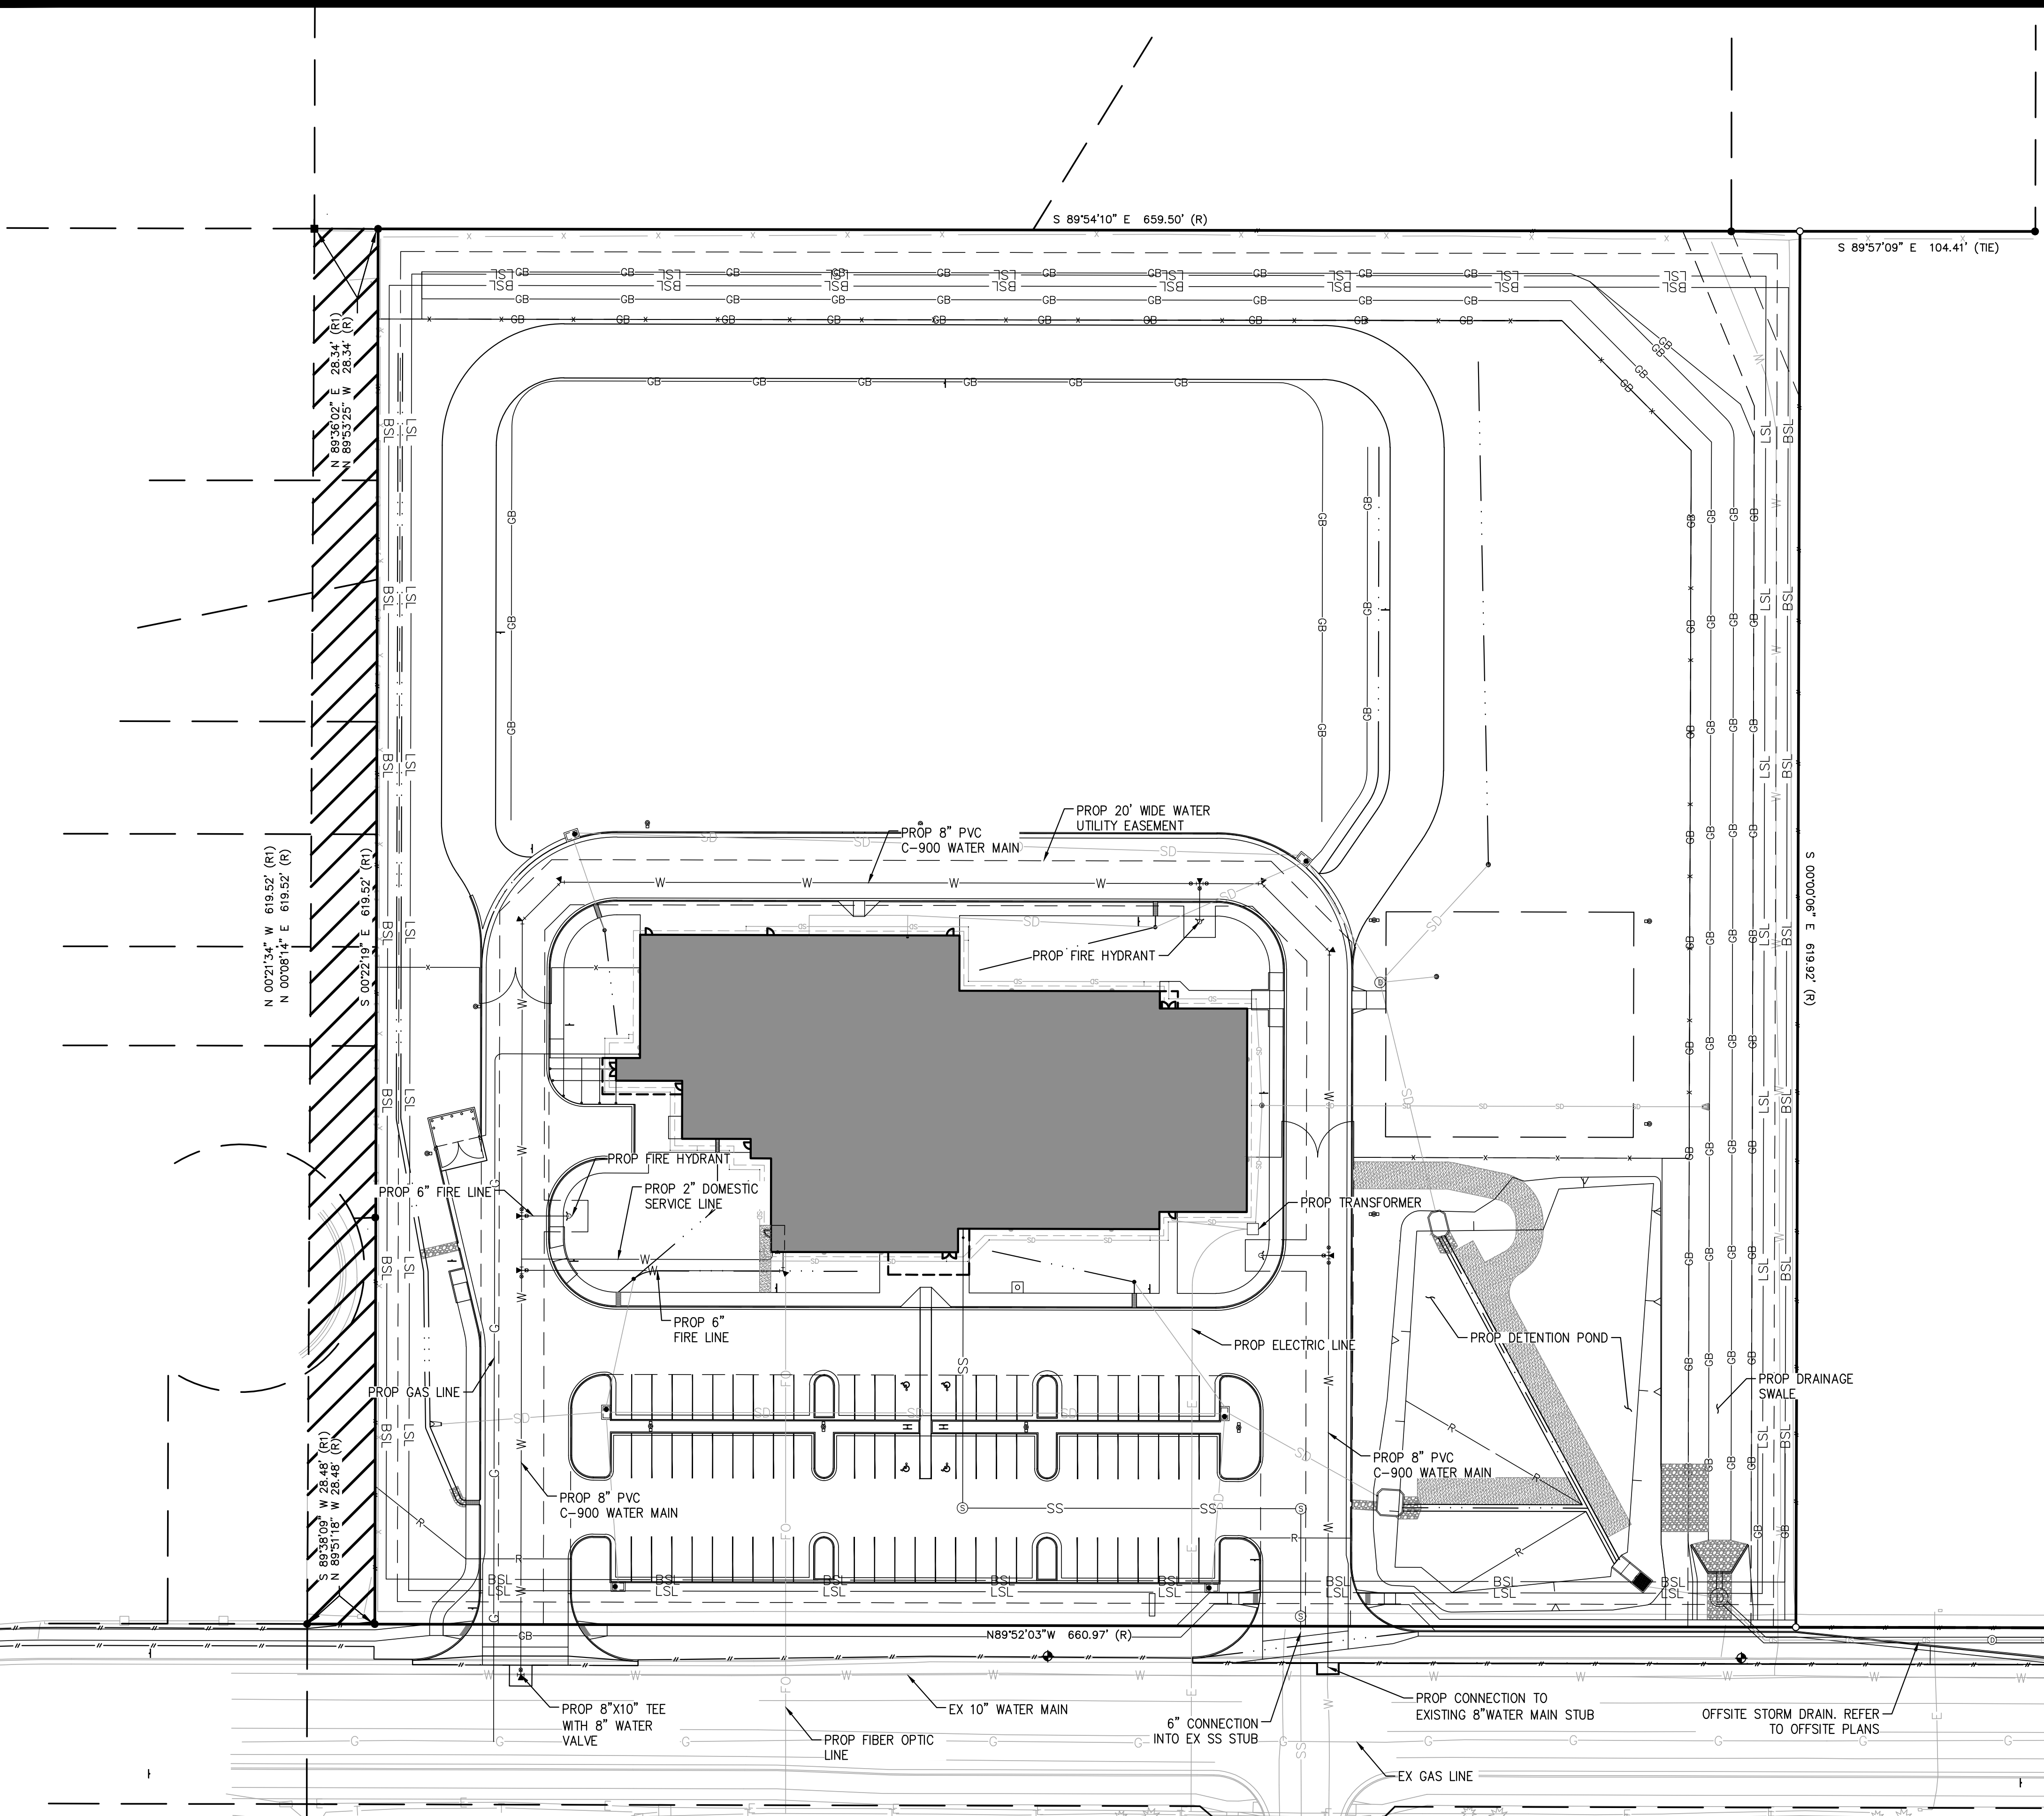 S 89°54'10" E 659.50' (R)
S 89°57'09" E 104.41' (TIE)
N 89°36'02" E 28.34' (R1)
N 89°53'25" W 28.34' (R)
PROP 20' WIDE WATER
UTILITY EASEMENT
PROP 8" PVC
C-900 WATER MAIN
N 00°21'34" W 619.52' (R1)
N 00°08'14" E 619.52' (R)
S 00°22'19" E 619.52' (R1)
S 00°00'06" E 619.92' (R)
PROP FIRE HYDRANT
PROP FIRE HYDRANT
PROP 6" FIRE LINE
PROP 2" DOMESTIC
SERVICE LINE
PROP TRANSFORMER
PROP 6"
FIRE LINE
PROP ELECTRIC LINE
PROP DETENTION POND
PROP GAS LINE
PROP DRAINAGE
SWALE
S 89°38'09" W 28.48' (R1)
N 89°51'18" W 28.48' (R)
PROP 8" PVC
C-900 WATER MAIN
PROP 8" PVC
C-900 WATER MAIN
N89°52'03"W 660.97' (R)
PROP 8"X10" TEE
WITH 8" WATER
VALVE
EX 10" WATER MAIN
PROP FIBER OPTIC
LINE
6" CONNECTION
INTO EX SS STUB
PROP CONNECTION TO
EXISTING 8"WATER MAIN STUB
OFFSITE STORM DRAIN. REFER
TO OFFSITE PLANS
EX GAS LINE
GB
LSL
BSL
W
SD
SS
G
FO
E
R